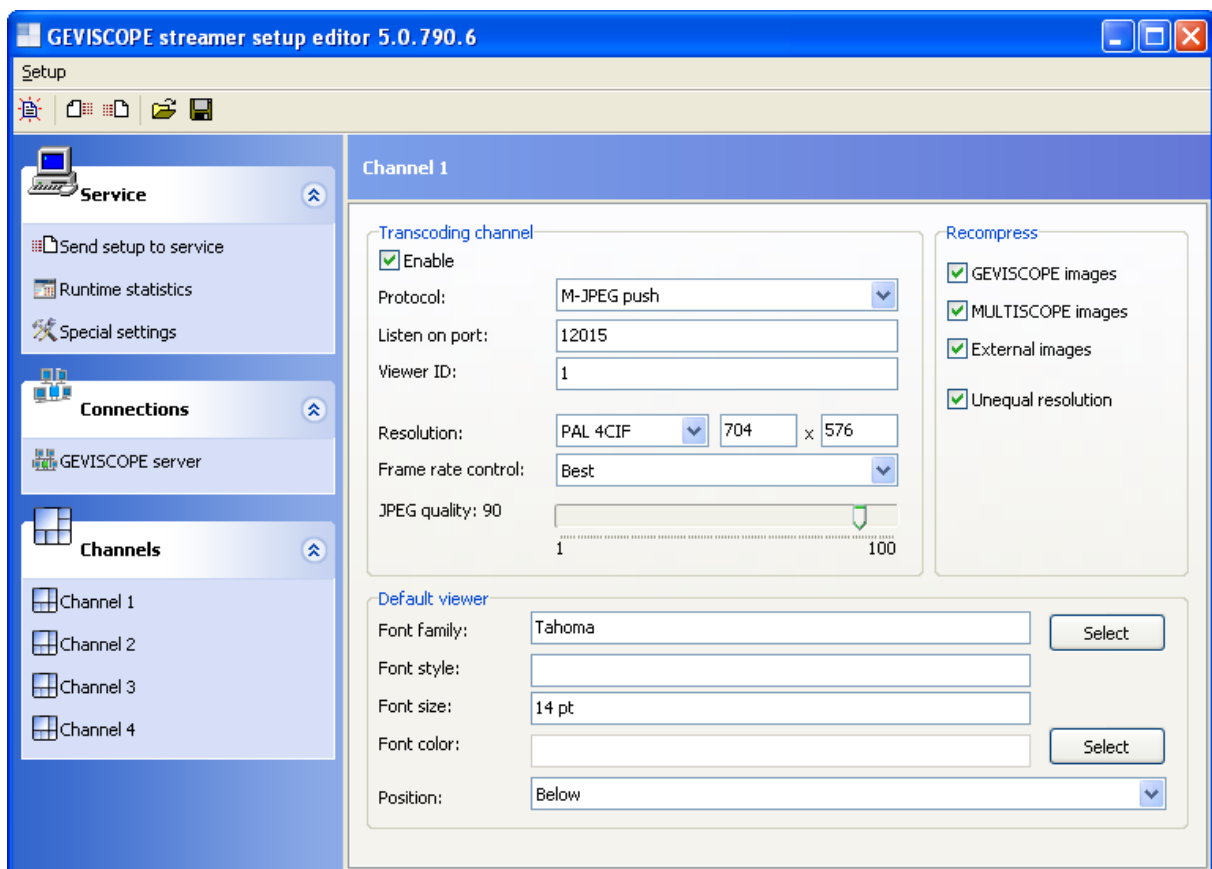 GEVISCOPE streamer setup editor 5.0.790.6
Setup
Service
Send setup to service
Runtime statistics
Special settings
Connections
GEVISCOPE server
Channels
Channel 1
Channel 2
Channel 3
Channel 4
Channel 1
Transcoding channel
Enable
Protocol: M-JPEG push
Listen on port: 12015
Viewer ID: 1
Resolution: PAL 4CIF 704 x 576
Frame rate control: Best
JPEG quality: 90
1 100
Recompress
GEVISCOPE images
MULTISCOPE images
External images
Unequal resolution
Default viewer
Font family: Tahoma Select
Font style:
Font size: 14 pt
Font color: Select
Position: Below